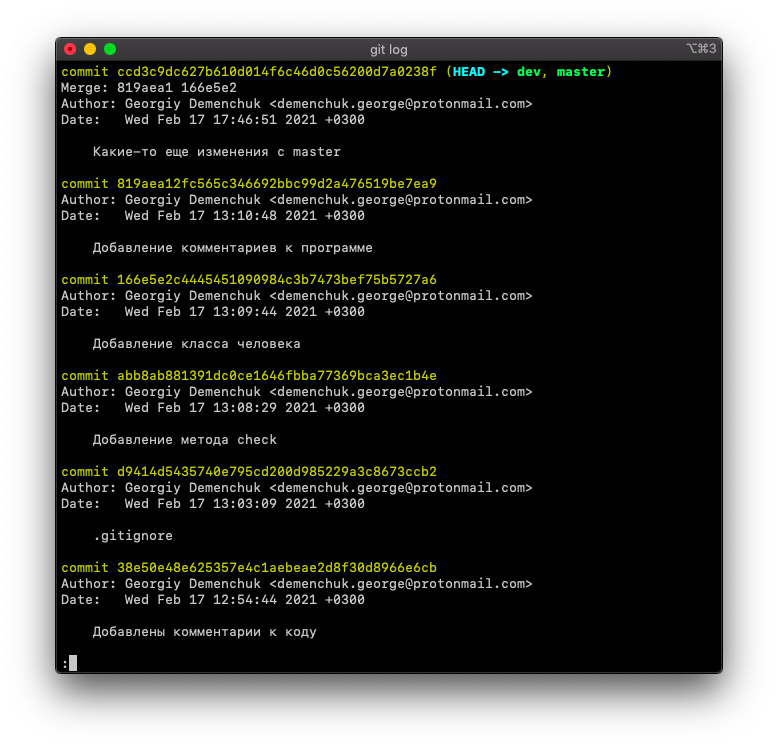 git log
⌥⌘3
commit ccd3c9dc627b610d014f6c46d0c56200d7a0238f (HEAD -> dev, master)
Merge: 819aea1 166e5e2
Author: Georgiy Demenchuk <demenchuk.george@protonmail.com>
Date:   Wed Feb 17 17:46:51 2021 +0300
Какие-то еще изменения с master
commit 819aea12fc565c346692bbc99d2a476519be7ea9
Author: Georgiy Demenchuk <demenchuk.george@protonmail.com>
Date:   Wed Feb 17 13:10:48 2021 +0300
Добавление комментариев к программе
commit 166e5e2c4445451090984c3b7473bef75b5727a6
Author: Georgiy Demenchuk <demenchuk.george@protonmail.com>
Date:   Wed Feb 17 13:09:44 2021 +0300
Добавление класса человека
commit abb8ab881391dc0ce1646fbba77369bca3ec1b4e
Author: Georgiy Demenchuk <demenchuk.george@protonmail.com>
Date:   Wed Feb 17 13:08:29 2021 +0300
Добавление метода check
commit d9414d5435740e795cd200d985229a3c8673ccb2
Author: Georgiy Demenchuk <demenchuk.george@protonmail.com>
Date:   Wed Feb 17 13:03:09 2021 +0300
.gitignore
commit 38e50e48e625357e4c1aebeae2d8f30d8966e6cb
Author: Georgiy Demenchuk <demenchuk.george@protonmail.com>
Date:   Wed Feb 17 12:54:44 2021 +0300
Добавлены комментарии к коду
: